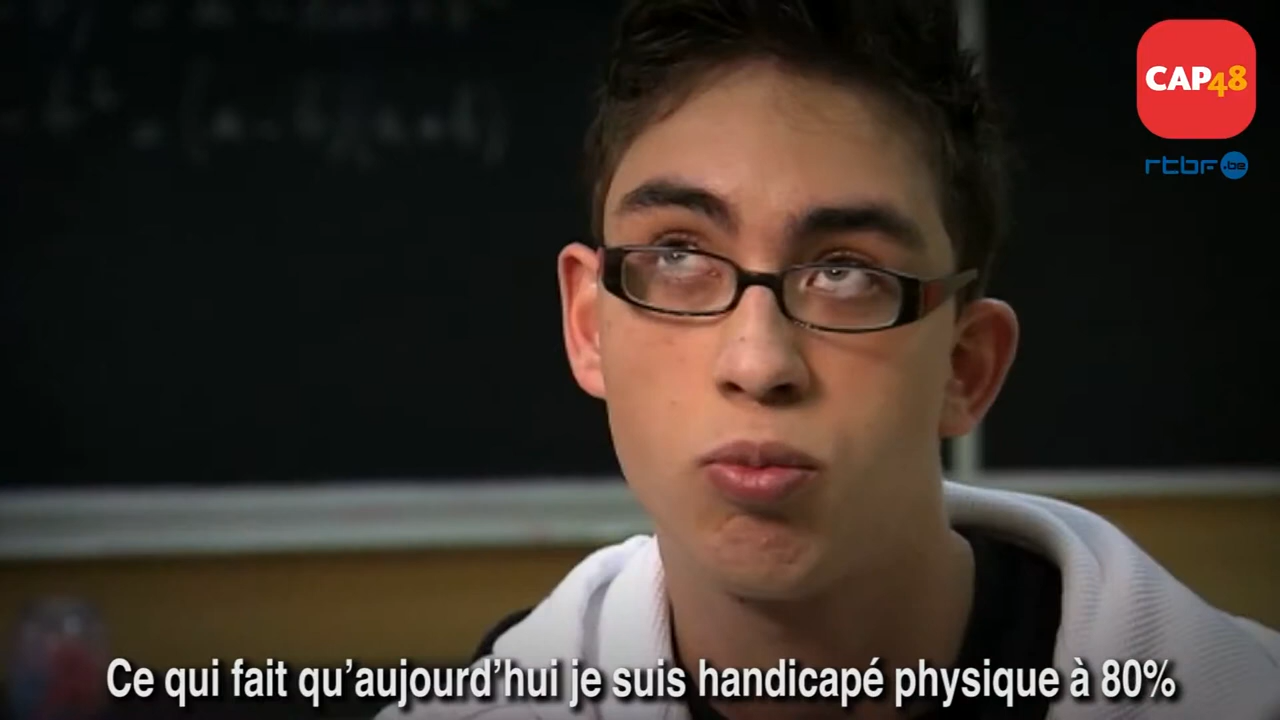 CAP48
rtbf.be
Ce qui fait qu’aujourd’hui je suis handicapé physique à 80%